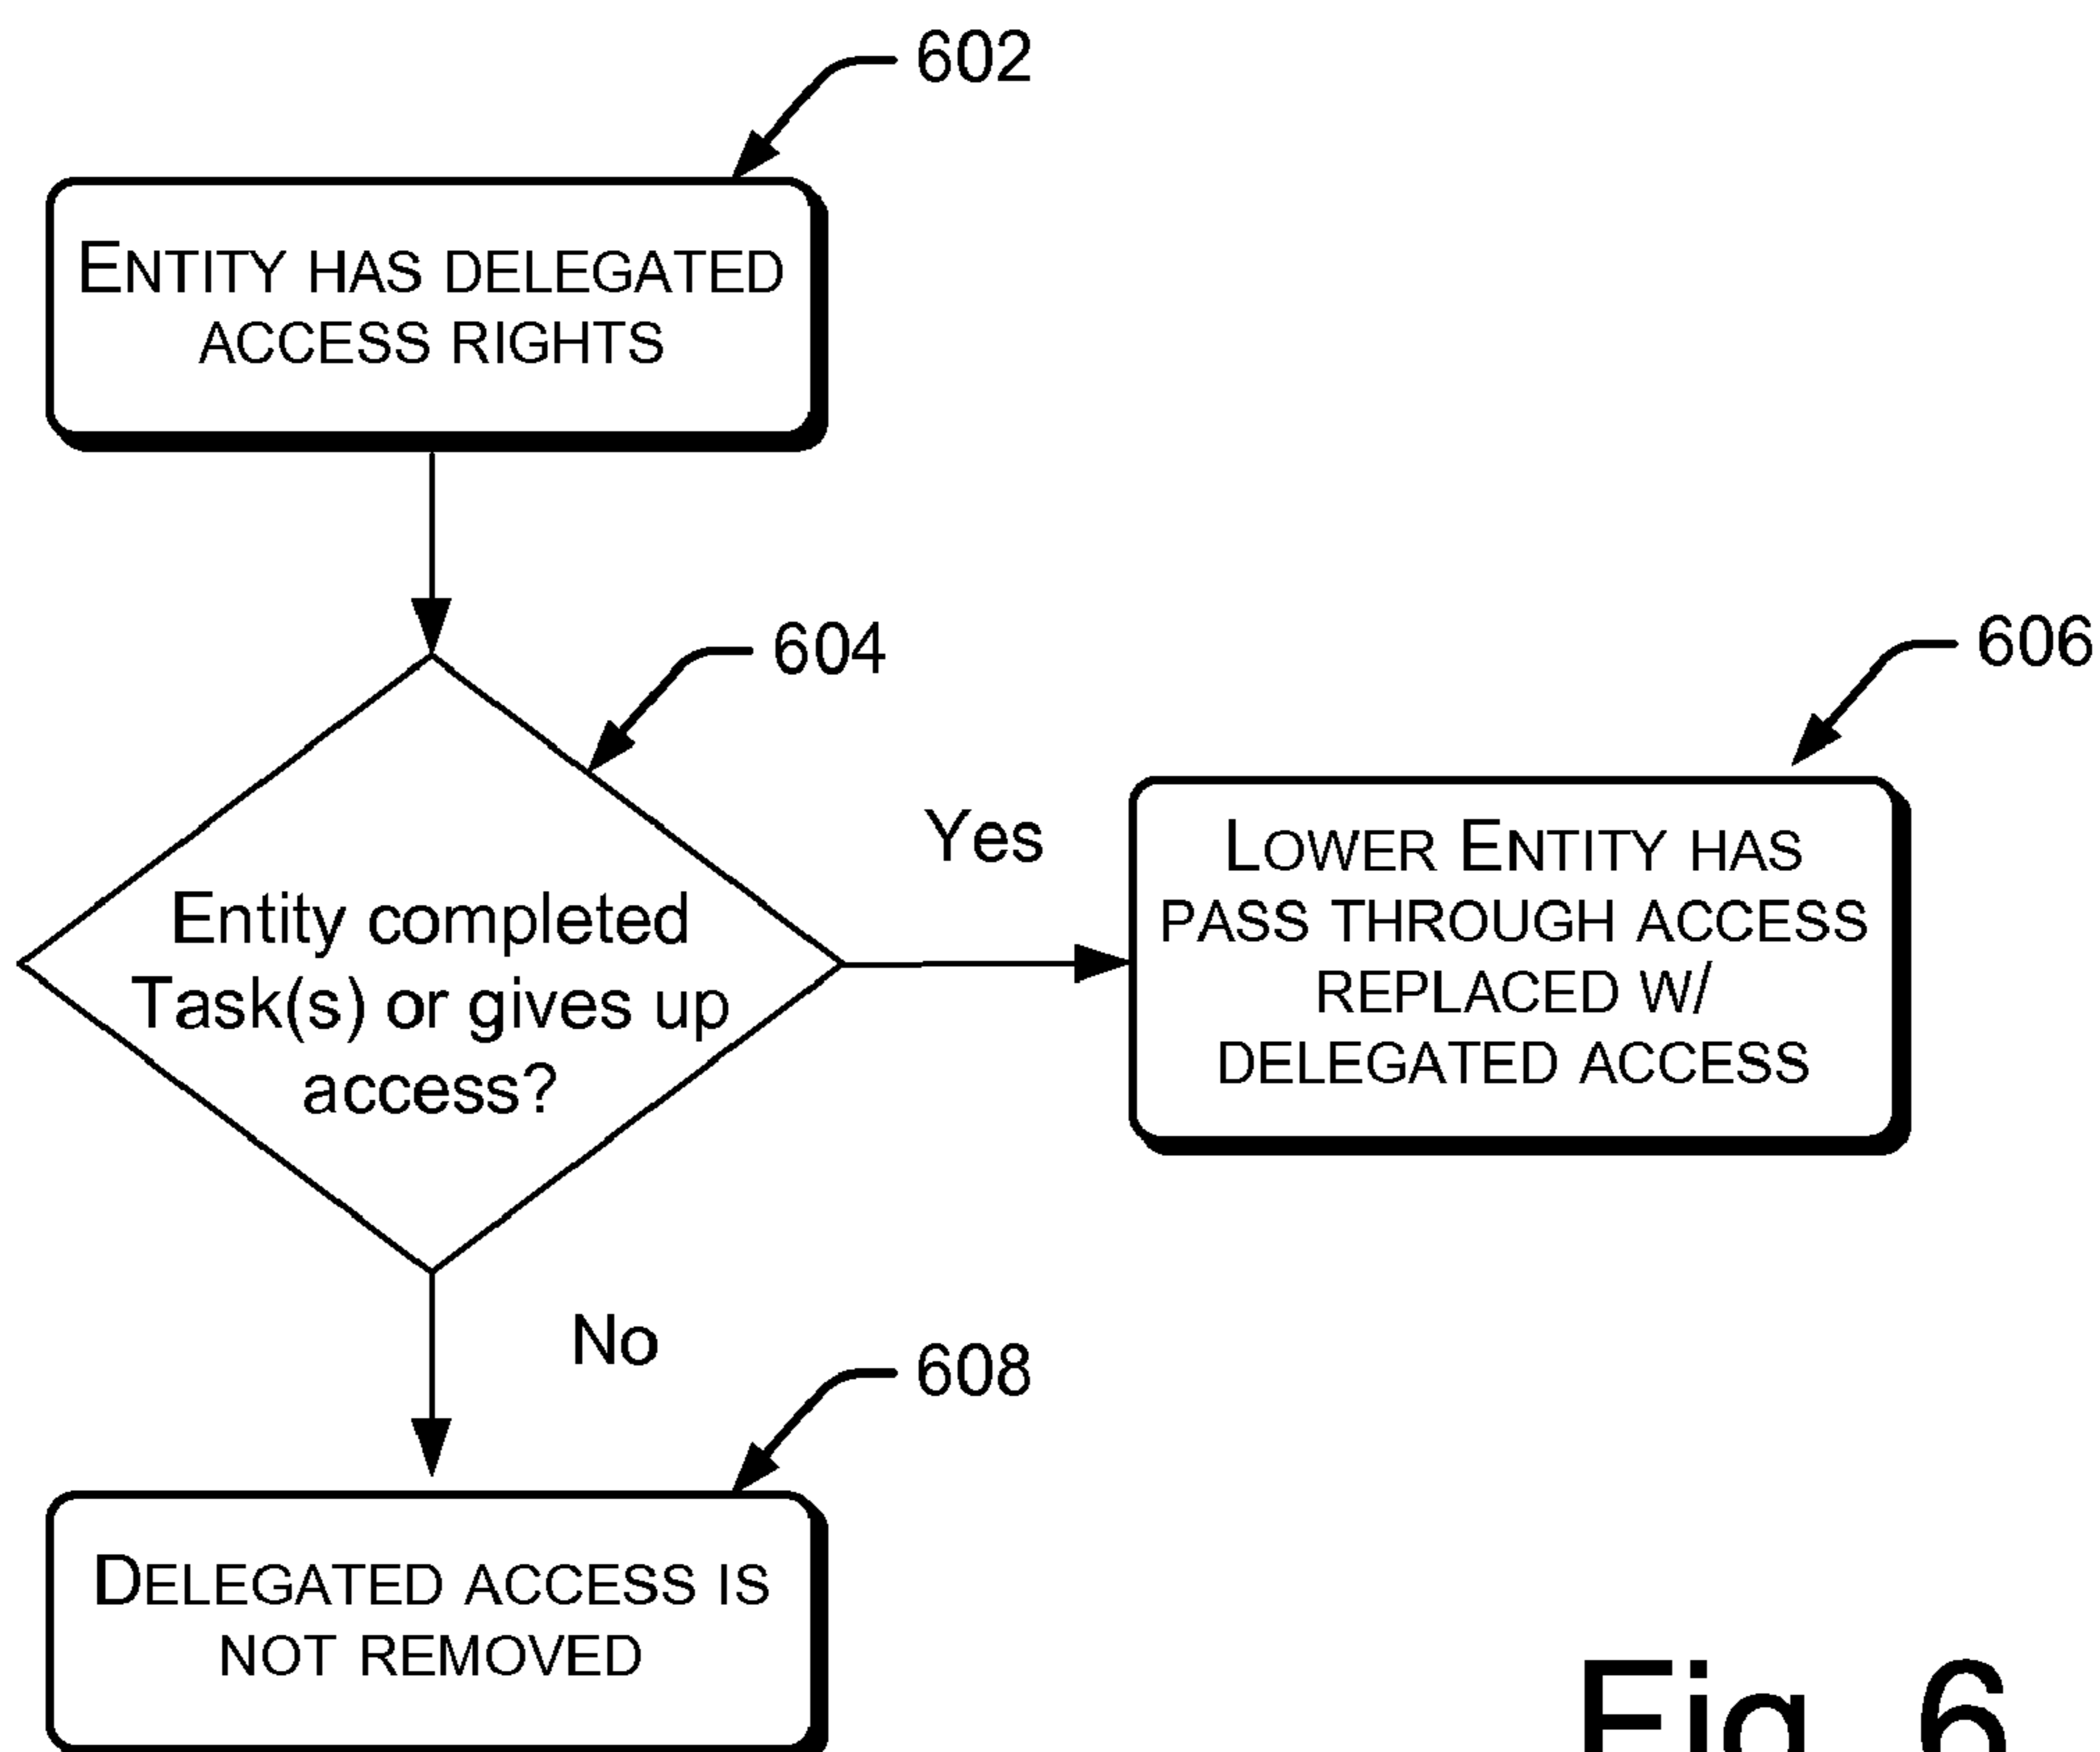 602
ENTITY HAS DELEGATED
ACCESS RIGHTS
604
Entity completed
Task(s) or gives up
access?
Yes
606
LOWER ENTITY HAS
PASS THROUGH ACCESS
REPLACED W/
DELEGATED ACCESS
No
608
DELEGATED ACCESS IS
NOT REMOVED
Fig. 6